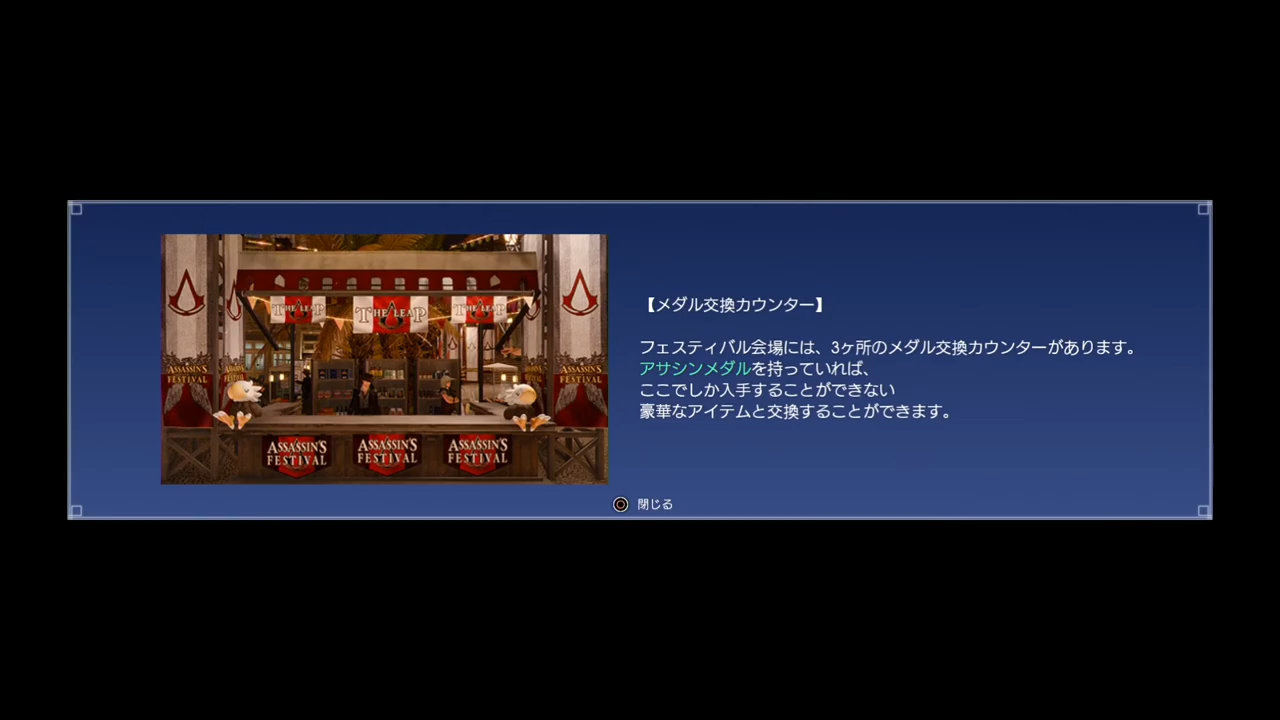 THE LEAP
THE LEAP
THE LEAP
ASSASSIN'S
FESTIVAL
ASSASSIN'S
FESTIVAL
ASSASSIN'S
FESTIVAL
ASSASSIN'S
FESTIVAL
ASSASSIN'S
FESTIVAL
【メダル交換カウンター】
フェスティバル会場には、3ヶ所のメダル交換カウンターがあります。
アサシンメダルを持っていれば、
ここでしか入手することができない
豪華なアイテムと交換することができます。
閉じる